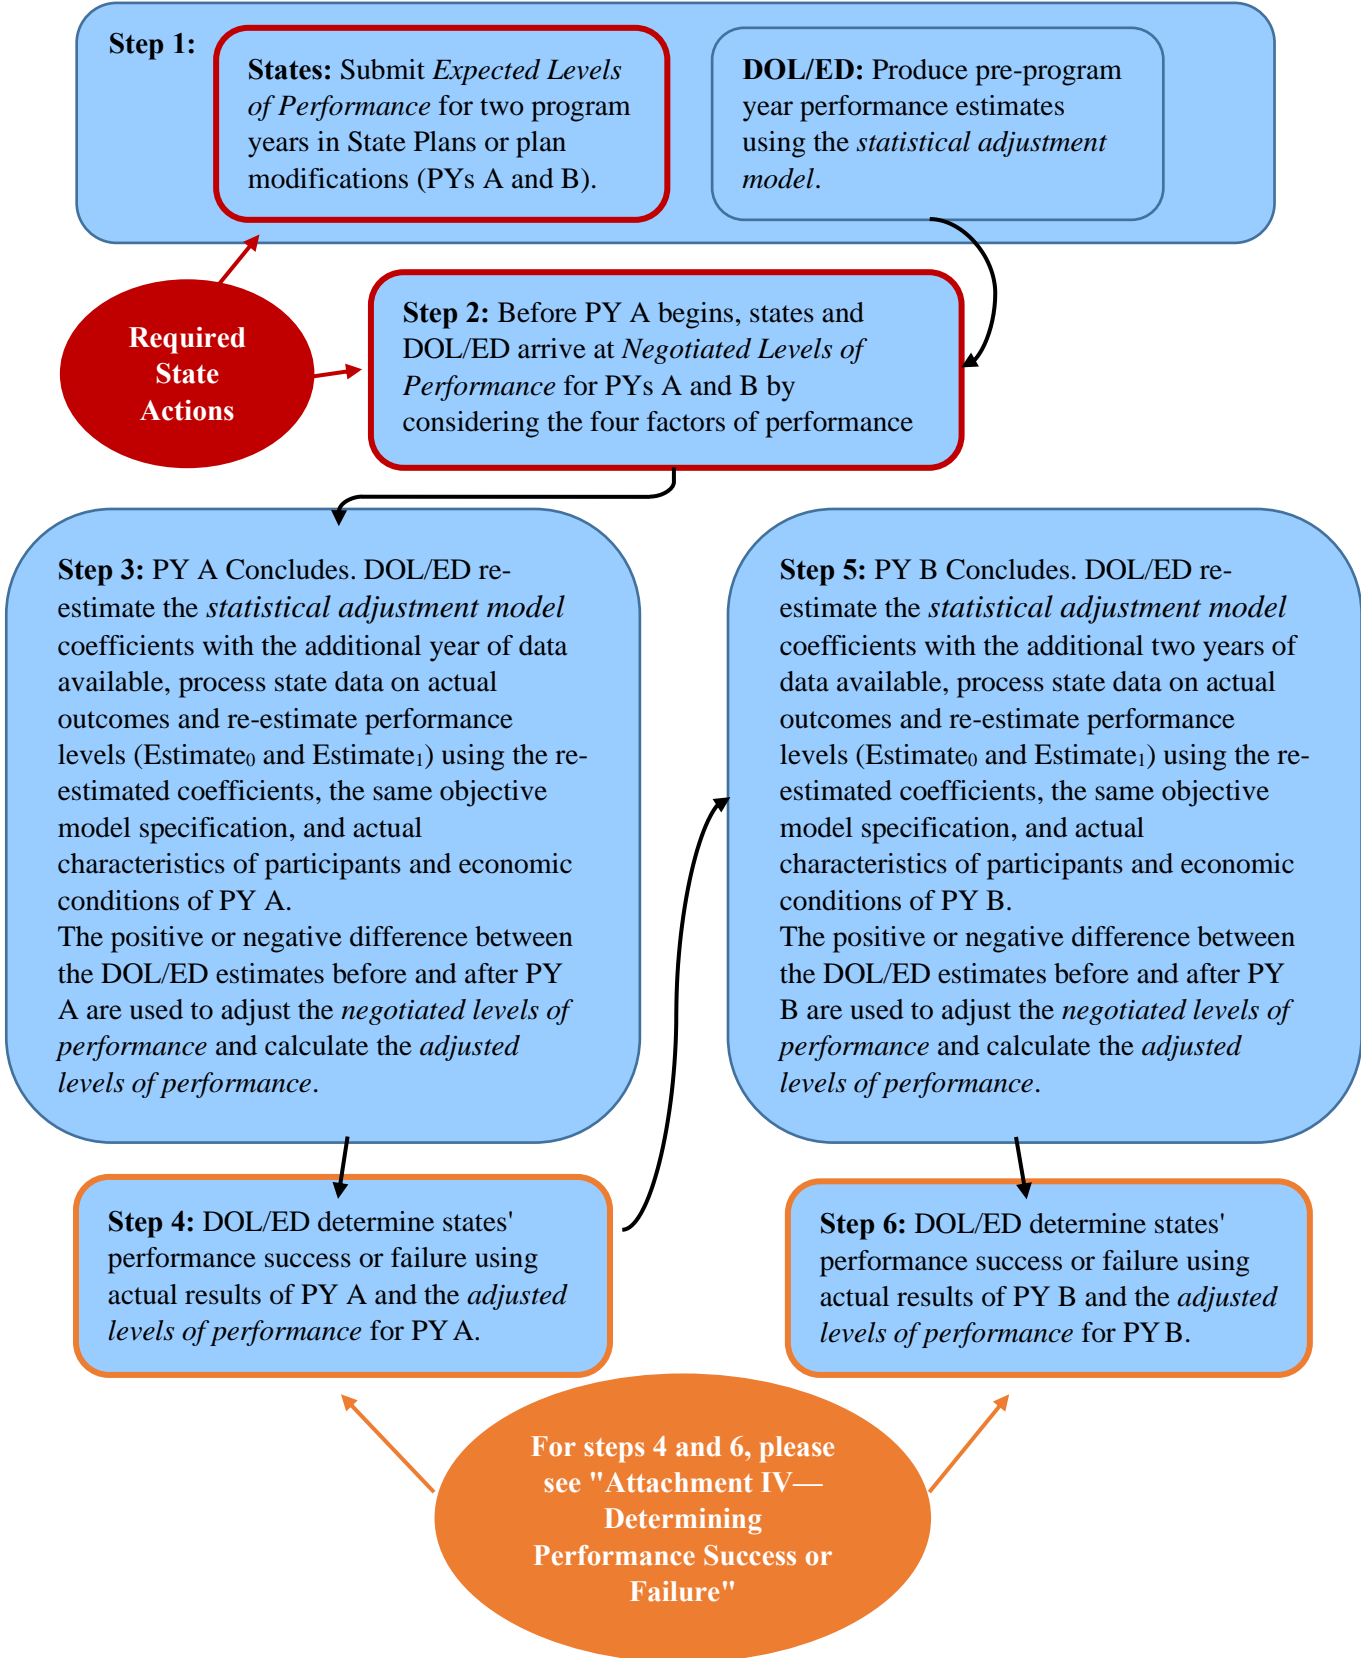 Step 1:
States: Submit Expected Levels
of Performance for two program
years in State Plans or plan
modifications (PYs A and B).
DOL/ED: Produce pre-program
year performance estimates
using the statistical adjustment
model.
Required
State
Actions
Step 2: Before PY A begins, states and
DOL/ED arrive at Negotiated Levels of
Performance for PYs A and B by
considering the four factors of performance
Step 3: PY A Concludes. DOL/ED re-
estimate the statistical adjustment model
coefficients with the additional year of data
available, process state data on actual
outcomes and re-estimate performance
levels (Estimate₀ and Estimate₁) using the re-
estimated coefficients, the same objective
model specification, and actual
characteristics of participants and economic
conditions of PY A.
The positive or negative difference between
the DOL/ED estimates before and after PY
A are used to adjust the negotiated levels of
performance and calculate the adjusted
levels of performance.
Step 4: DOL/ED determine states'
performance success or failure using
actual results of PY A and the adjusted
levels of performance for PY A.
Step 5: PY B Concludes. DOL/ED re-
estimate the statistical adjustment model
coefficients with the additional two years of
data available, process state data on actual
outcomes and re-estimate performance
levels (Estimate₀ and Estimate₁) using the re-
estimated coefficients, the same objective
model specification, and actual
characteristics of participants and economic
conditions of PY B.
The positive or negative difference between
the DOL/ED estimates before and after PY
B are used to adjust the negotiated levels of
performance and calculate the adjusted
levels of performance.
Step 6: DOL/ED determine states'
performance success or failure using
actual results of PY B and the adjusted
levels of performance for PY B.
For steps 4 and 6, please
see "Attachment IV—
Determining
Performance Success or
Failure"